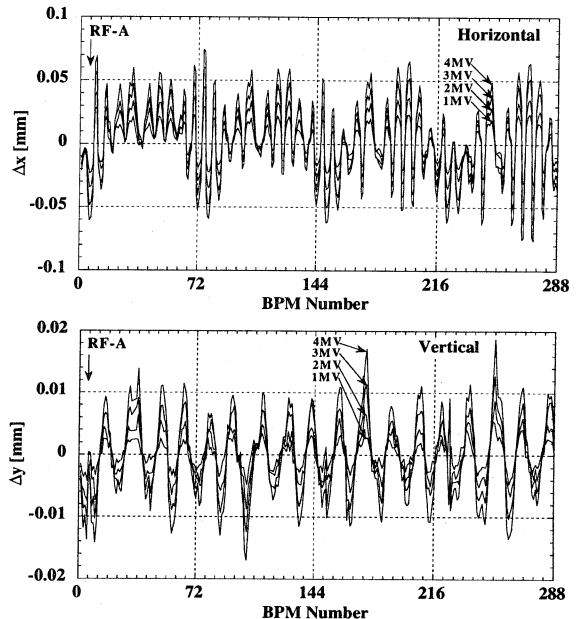 0.1
RF-A
Horizontal
4MV
3MV
2MV
1MV
0.05
0
-0.05
-0.1
Δx [mm]
0 72 144 216 288
BPM Number
0.02
RF-A
Vertical
4MV
3MV
2MV
1MV
0.01
0
-0.01
-0.02
Δy [mm]
0 72 144 216 288
BPM Number